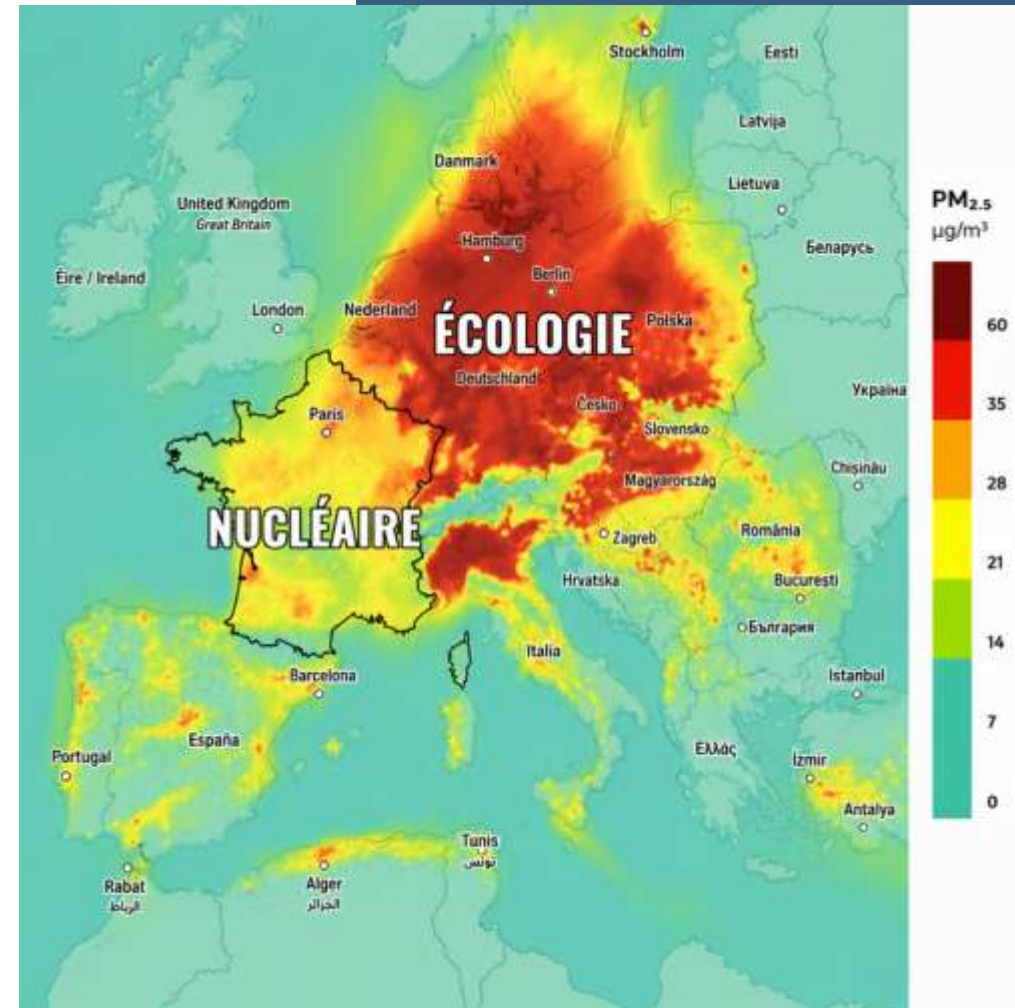 Stockholm
Eesti
Latvija
Danmark
Lietuva
United Kingdom
Great Britain
Hamburg
Беларусь
Éire / Ireland
Berlin
London
Nederland
ÉCOLOGIE
Polska
Deutschland
Česko
Україна
Paris
Slovensko
Chișinău
Magyarország
NUCLÉAIRE
Zagreb
România
Hrvatska
București
България
Italia
Barcelona
Istanbul
España
Ελλάς
Portugal
İzmir
Antalya
Tunis
تونس
Rabat
الرباط
Alger
الجزائر
PM₂.₅
µg/m³
60
35
28
21
14
7
0